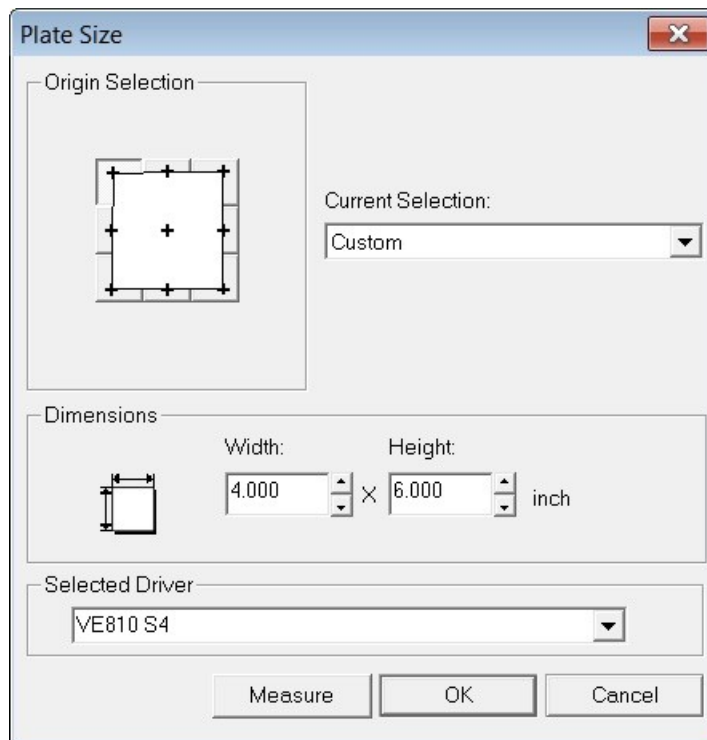 Plate Size
Origin Selection
Current Selection:
Custom
Dimensions
Width: Height:
4.000 X 6.000 inch
Selected Driver
VE810 S4
Measure OK Cancel